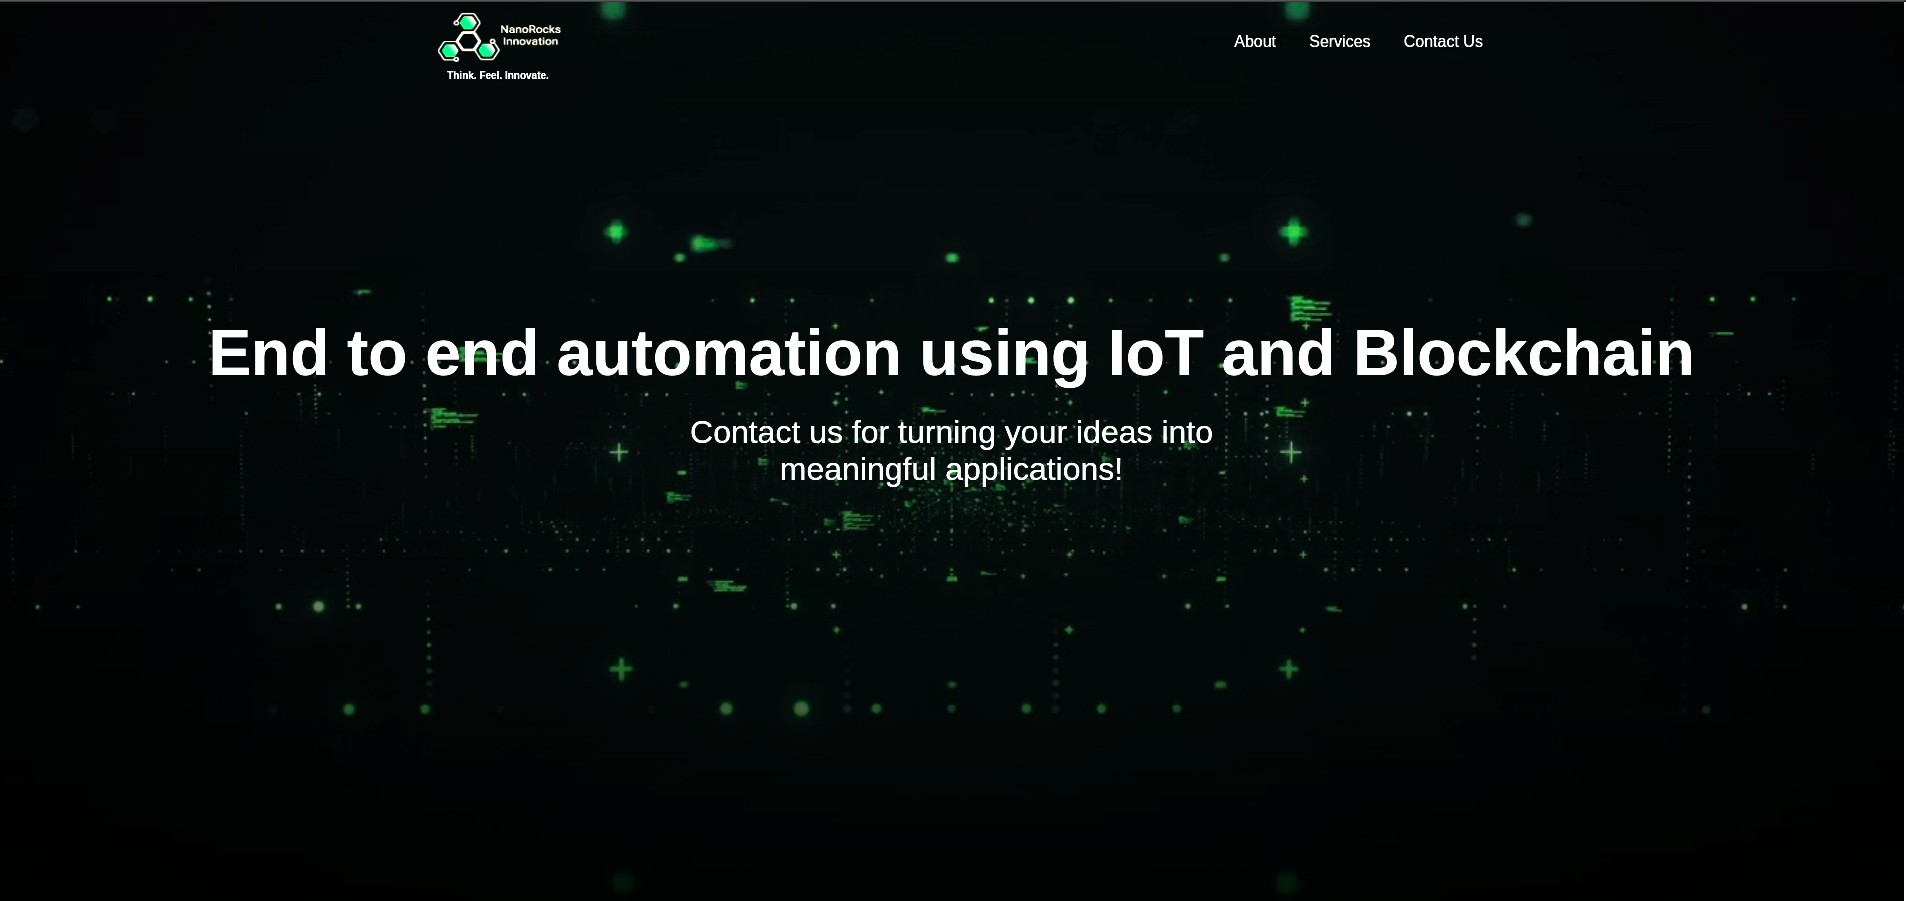 NanoRocks
Innovation
Think. Feel. Innovate.
About Services Contact Us
End to end automation using IoT and Blockchain
Contact us for turning your ideas into
meaningful applications!